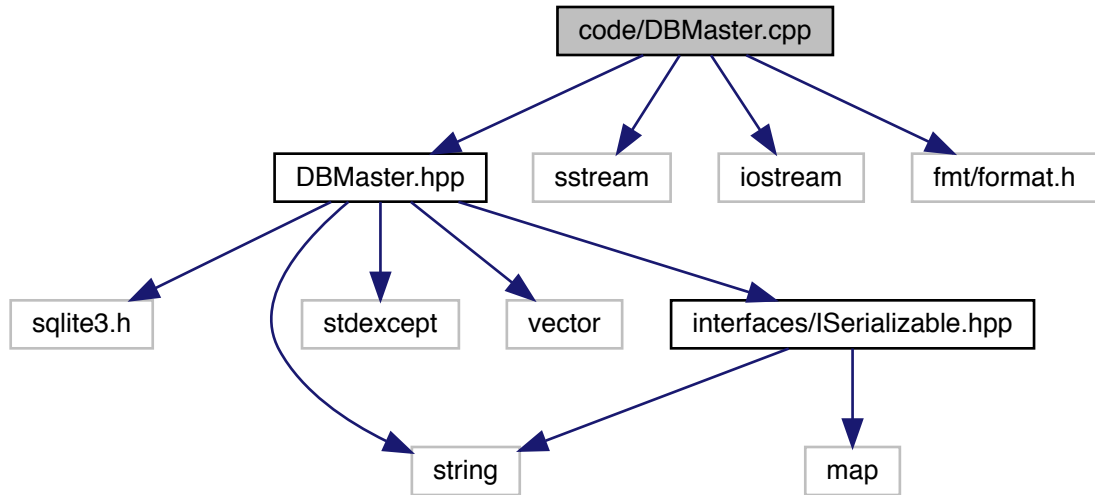 code/DBMaster.cpp
DBMaster.hpp
sstream
iostream
fmt/format.h
sqlite3.h
stdexcept
vector
interfaces/ISerializable.hpp
string
map